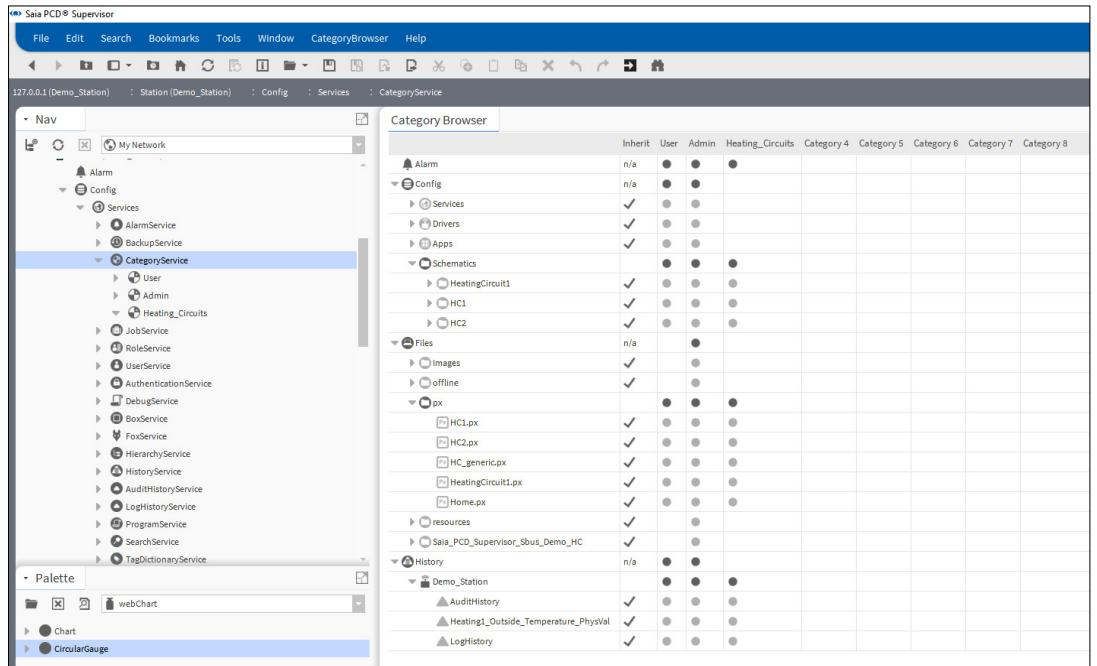 Saia PCD® Supervisor
File Edit Search Bookmarks Tools Window CategoryBrowser Help
127.0.0.1 (Demo_Station) : Station (Demo_Station) : Config : Services : CategoryService
Nav
My Network
Alarm
Config
Services
AlarmService
BackupService
CategoryService
User
Admin
Heating_Circuits
JobService
RoleService
UserService
AuthenticationService
DebugService
BoxService
FoxService
HierarchyService
HistoryService
AuditHistoryService
LogHistoryService
ProgramService
SearchService
TagDictionaryService
Palette
webChart
Chart
CircularGauge
Category Browser
Inherit User Admin Heating_Circuits Category 4 Category 5 Category 6 Category 7 Category 8
Alarm n/a
Config n/a
Services
Drivers
Apps
Schematics
HeatingCircuit1
HC1
HC2
Files n/a
Images
offline
px
Px HC1.px
Px HC2.px
Px HC_generic.px
Px HeatingCircuit1.px
Px Home.px
resources
Saia_PCD_Supervisor_Sbus_Demo_HC
History n/a
Demo_Station
AuditHistory
Heating1_Outside_Temperature_PhysVal
LogHistory